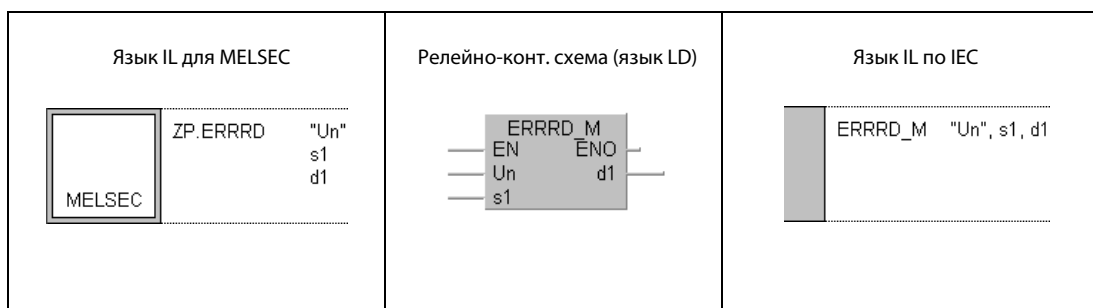 Язык IL для MELSEC
MELSEC
ZP.ERRRD "Un"
s1
d1
Релейно-конт. схема (язык LD)
ERRRD_M
EN ENO
Un d1
s1
Язык IL по IEC
ERRRD_M "Un", s1, d1